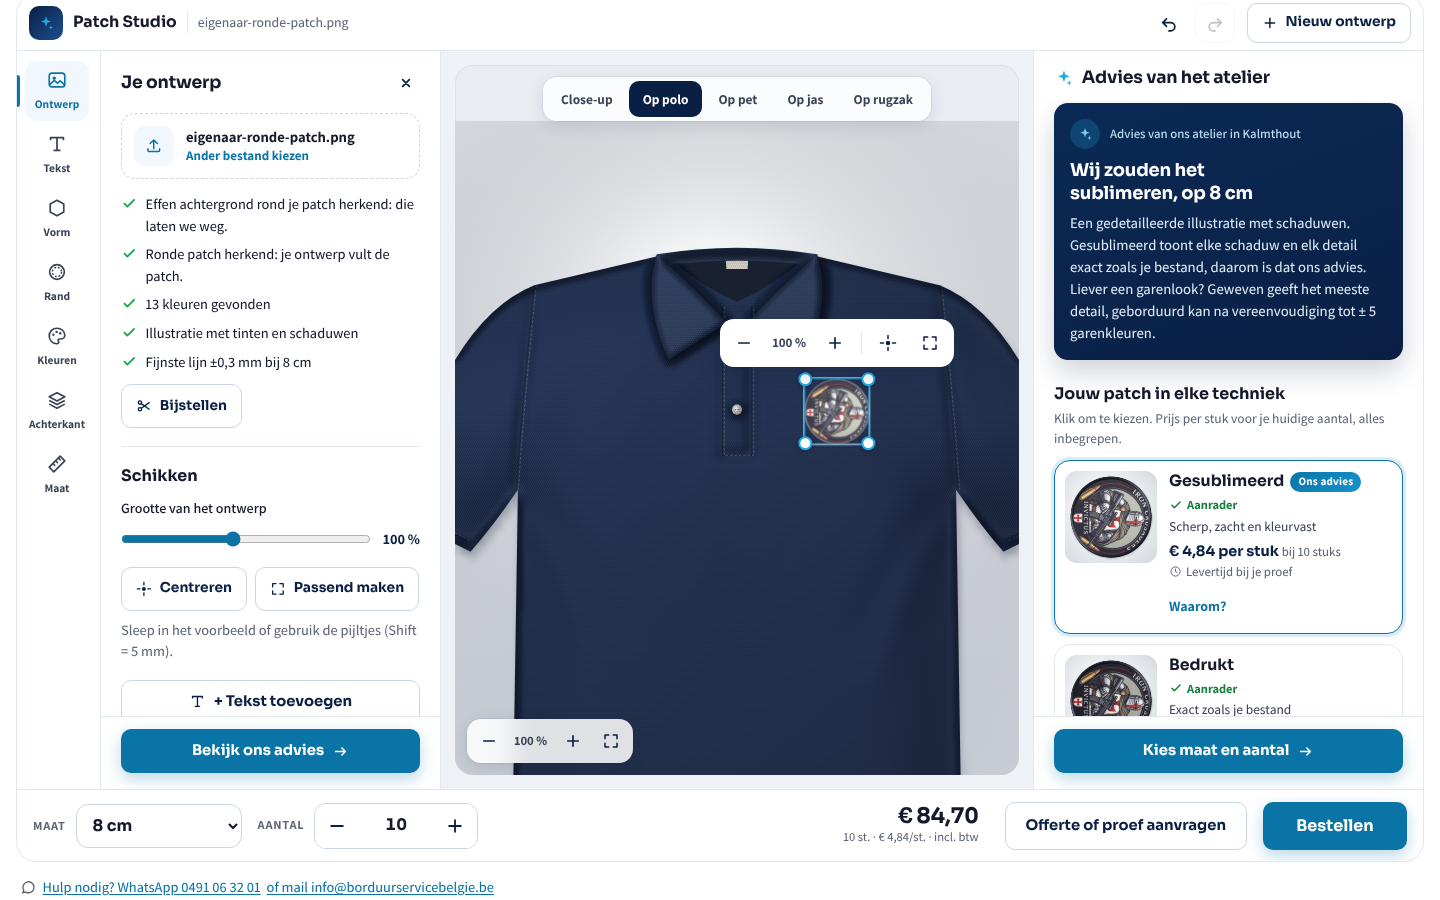 Patch Studio
eigenaar-ronde-patch.png
Nieuw ontwerp
Ontwerp
Tekst
Vorm
Rand
Kleuren
Achterkant
Maat
Je ontwerp
eigenaar-ronde-patch.png
Ander bestand kiezen
Effen achtergrond rond je patch herkend: die
laten we weg.
Ronde patch herkend: je ontwerp vult de
patch.
13 kleuren gevonden
Illustratie met tinten en schaduwen
Fijnste lijn ±0,3 mm bij 8 cm
Bijstellen
Schikken
Grootte van het ontwerp
100 %
Centreren
Passend maken
Sleep in het voorbeeld of gebruik de pijltjes (Shift
= 5 mm).
+ Tekst toevoegen
Bekijk ons advies →
Close-up
Op polo
Op pet
Op jas
Op rugzak
100 %
100 %
Advies van het atelier
Advies van ons atelier in Kalmthout
Wij zouden het
sublimeren, op 8 cm
Een gedetailleerde illustratie met schaduwen.
Gesublimeerd toont elke schaduw en elk detail
exact zoals je bestand, daarom is dat ons advies.
Liever een garenlook? Geweven geeft het meeste
detail, geborduurd kan na vereenvoudiging tot ± 5
garenkleuren.
Jouw patch in elke techniek
Klik om te kiezen. Prijs per stuk voor je huidige aantal, alles
inbegrepen.
Gesublimeerd
Ons advies
Aanrader
Scherp, zacht en kleurvast
€ 4,84 per stuk bij 10 stuks
Levertijd bij je proef
Waarom?
Bedrukt
Aanrader
Exact zoals je bestand
Kies maat en aantal →
MAAT
8 cm
AANTAL
10
€ 84,70
10 st. · € 4,84/st. · incl. btw
Offerte of proef aanvragen
Bestellen
Hulp nodig? WhatsApp 0491 06 32 01 of mail info@borduurservicebelgie.be